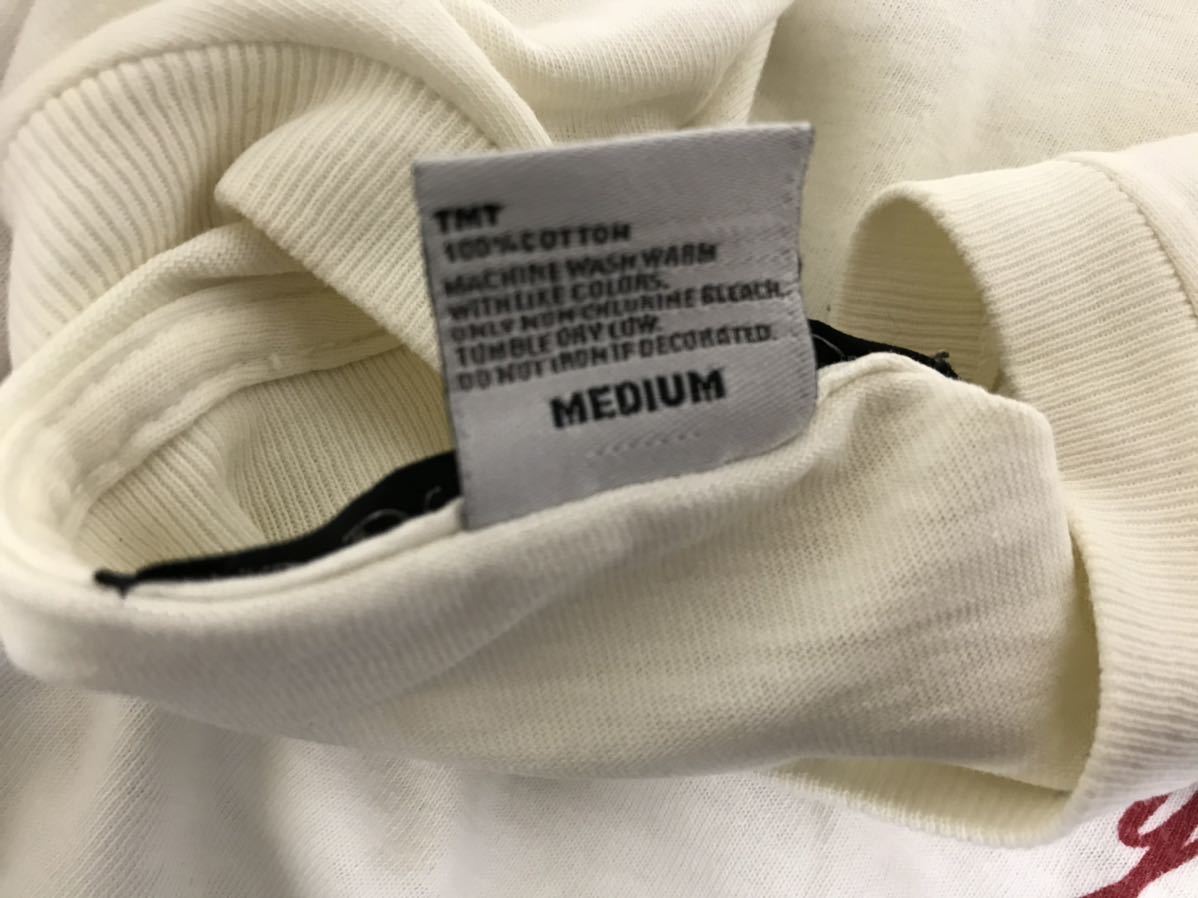 TMT
100% COTTON
MACHINE WASH WARM
WITH LIKE COLORS.
ONLY NON-CHLORINE BLEACH.
TUMBLE DRY LOW.
DO NOT IRON IF DECORATED.
MEDIUM